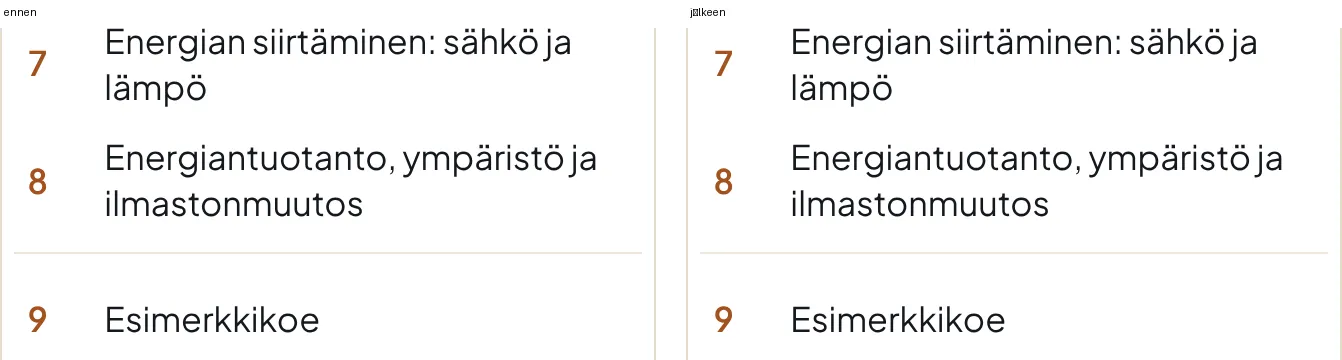 ennen
7 Energian siirtäminen: sähkö ja
lämpö
8 Energiantuotanto, ympäristö ja
ilmastonmuutos
9 Esimerkkikoe
j▯lkeen
7 Energian siirtäminen: sähkö ja
lämpö
8 Energiantuotanto, ympäristö ja
ilmastonmuutos
9 Esimerkkikoe